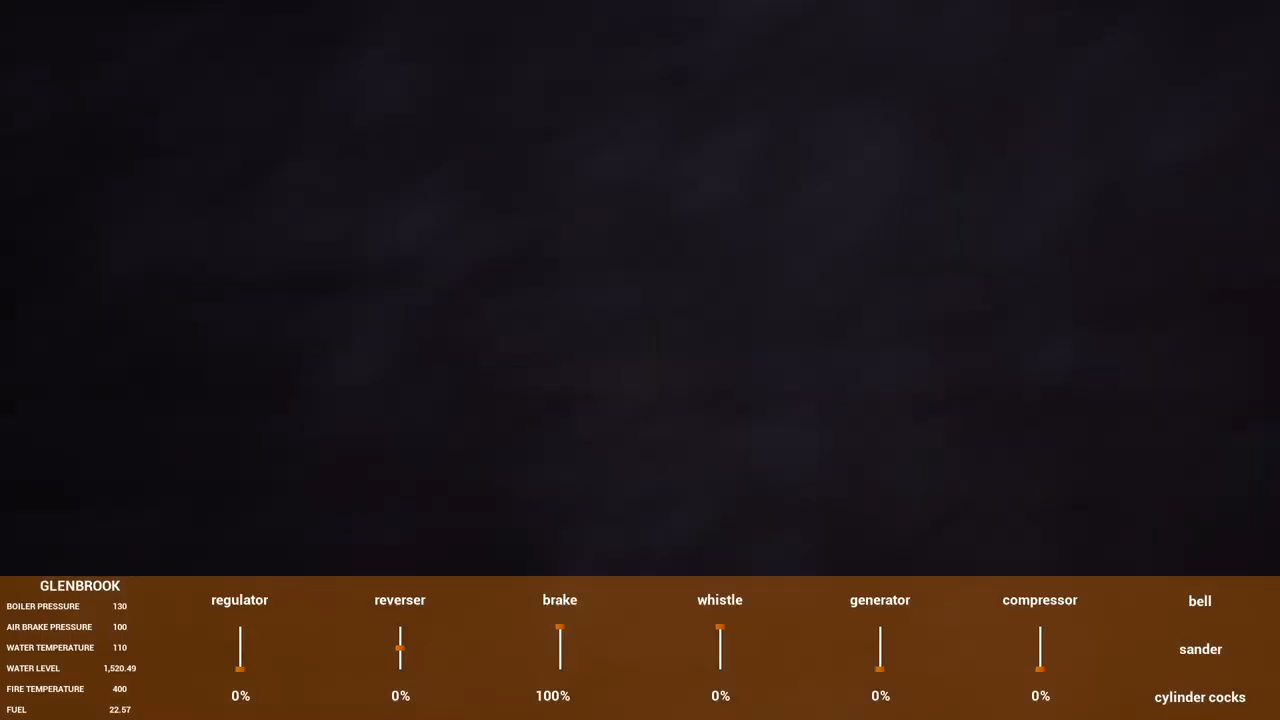 GLENBROOK
BOILER PRESSURE 130
AIR BRAKE PRESSURE 100
WATER TEMPERATURE 110
WATER LEVEL 1,520.49
FIRE TEMPERATURE 400
FUEL 22.57
regulator
0%
reverser
0%
brake
100%
whistle
0%
generator
0%
compressor
0%
bell
sander
cylinder cocks